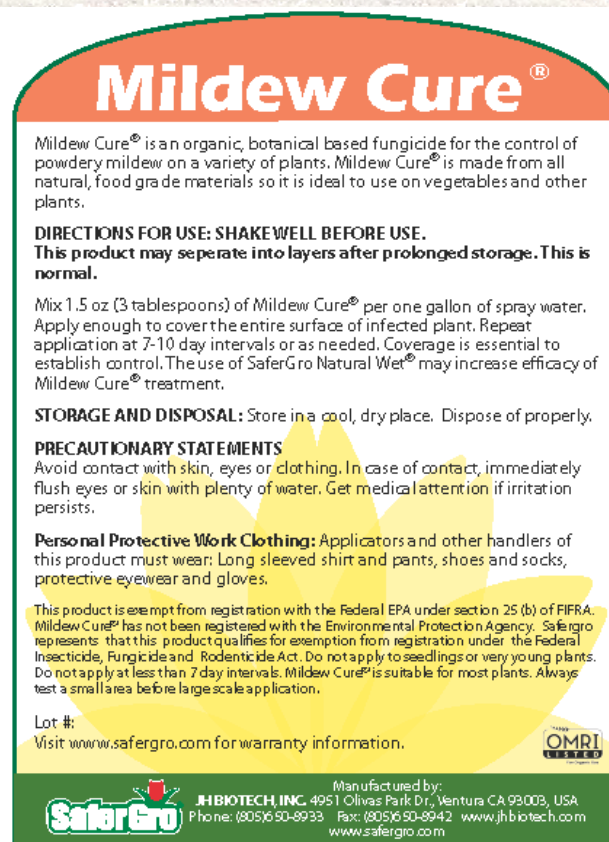 Mildew Cure®
Mildew Cure® is an organic, botanical based fungicide for the control of
powdery mildew on a variety of plants. Mildew Cure® is made from all
natural, food grade materials so it is ideal to use on vegetables and other
plants.
DIRECTIONS FOR USE: SHAKE WELL BEFORE USE.
This product may seperate into layers after prolonged storage. This is
normal.
Mix 1.5 oz (3 tablespoons) of Mildew Cure® per one gallon of spray water.
Apply enough to cover the entire surface of infected plant. Repeat
application at 7-10 day intervals or as needed. Coverage is essential to
establish control. The use of SaferGro Natural Wet® may increase efficacy of
Mildew Cure® treatment.
STORAGE AND DISPOSAL: Store in a cool, dry place. Dispose of properly.
PRECAUTIONARY STATEMENTS
Avoid contact with skin, eyes or clothing. In case of contact, immediately
flush eyes or skin with plenty of water. Get medical attention if irritation
persists.
Personal Protective Work Clothing: Applicators and other handlers of
this product must wear: Long sleeved shirt and pants, shoes and socks,
protective eyewear and gloves.
This product is exempt from registration with the Federal EPA under section 25 (b) of FIFRA.
Mildew Cure® has not been registered with the Environmental Protection Agency. Safergro
represents that this product qualifies for exemption from registration under the Federal
Insecticide, Fungicide and Rodenticide Act. Do not apply to seedlings or very young plants.
Do not apply at less than 7 day intervals. Mildew Cure® is suitable for most plants. Always
test a small area before large scale application.
Lot #:
Visit www.safergro.com for warranty information.
OMRI
LISTED
SaferGro
Manufactured by:
JH BIOTECH, INC. 4951 Olivas Park Dr., Ventura CA 93003, USA
Phone: (805)650-8933 Fax: (805)650-8942 www.jhbiotech.com
www.safergro.com